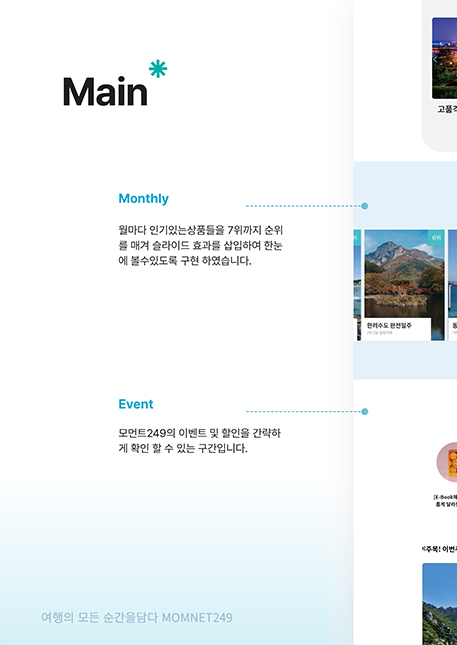 Main*
고품격
Monthly
월마다 인기있는상품들을 7위까지 순위
를 매겨 슬라이드 효과를 삽입하여 한눈
에 볼수있도록 구현 하였습니다.
6위
한려수도 완전일주
Event
모먼트249의 이벤트 및 할인을 간략하
게 확인 할 수 있는 구간입니다.
[E-Book
품게 달라
주목! 이번
여행의 모든 순간을담다 MOMNET249